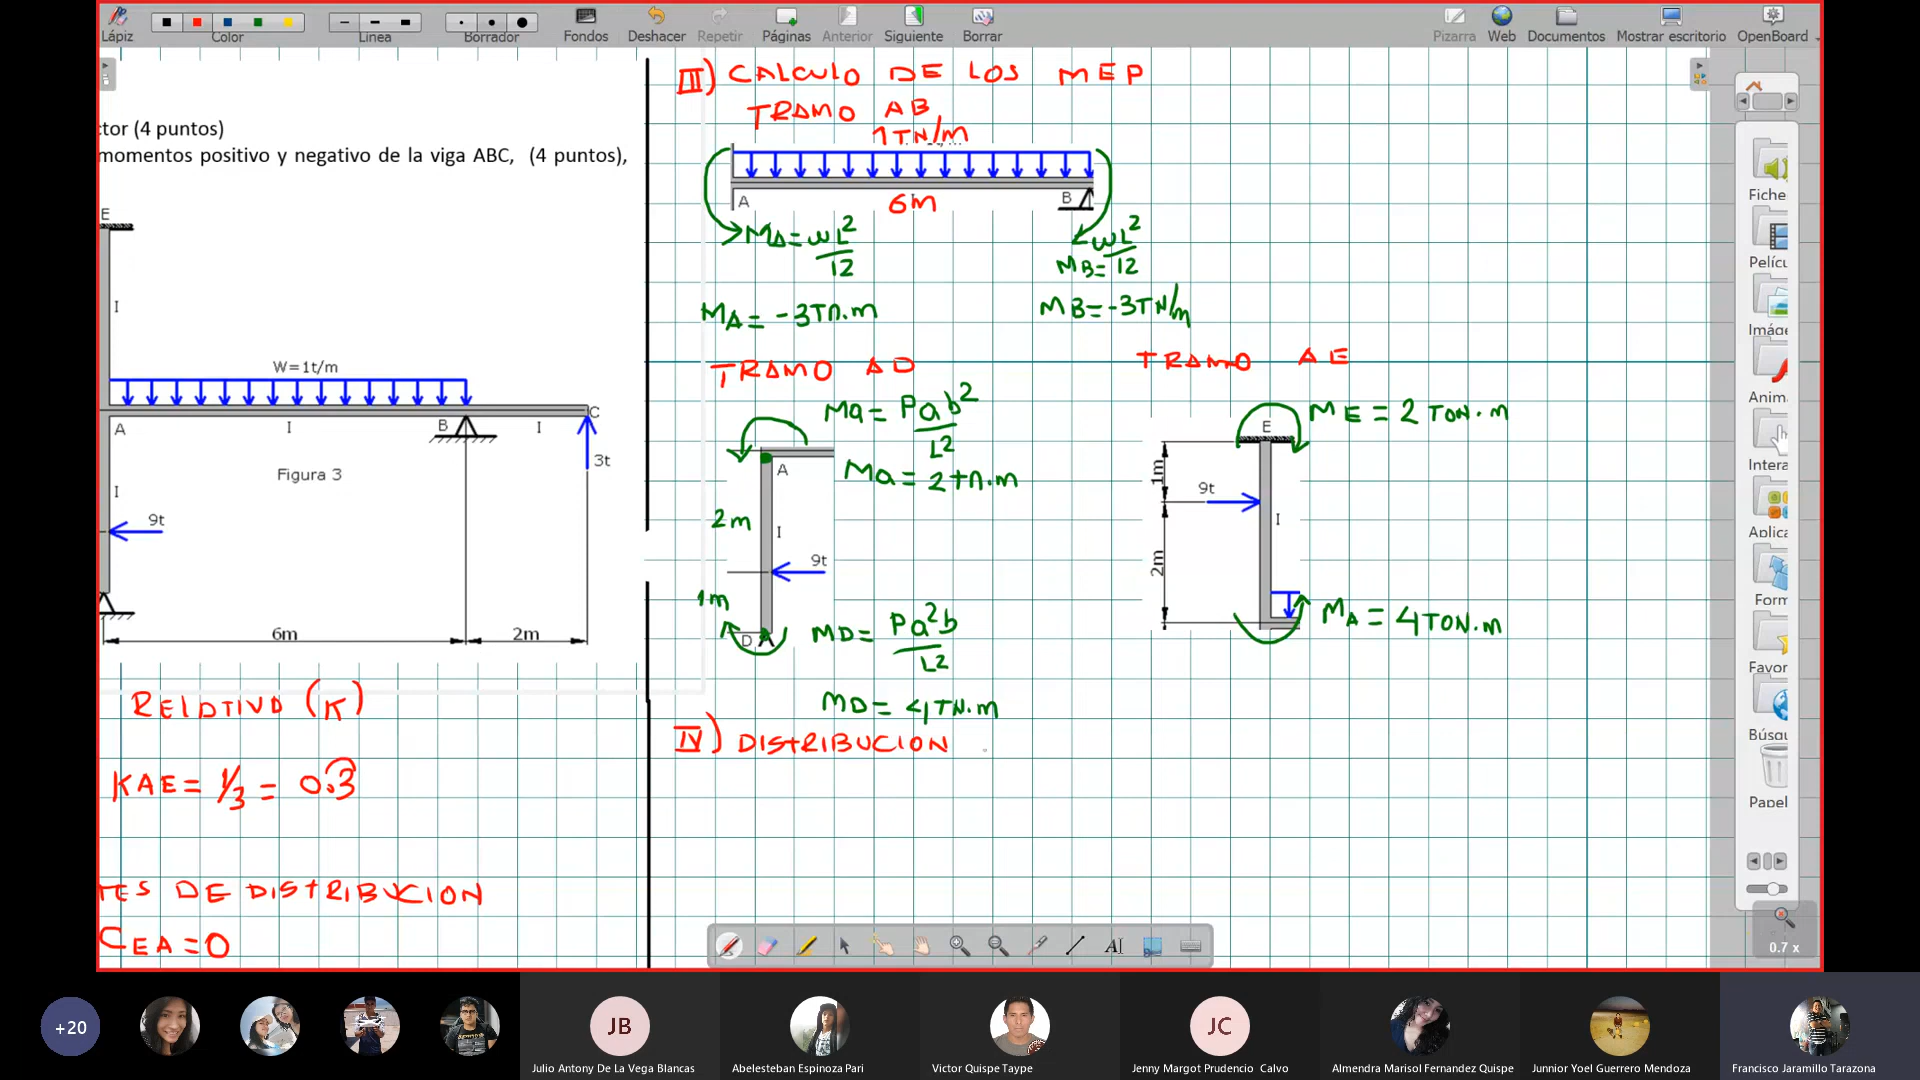 Lápiz
Color
Linea
Borrador
Fondos
Deshacer
Repetir
Páginas
Anterior
Siguiente
Borrar
Pizarra
Web
Documentos
Mostrar escritorio
OpenBoard
ctor (4 puntos)
momentos positivo y negativo de la viga ABC, (4 puntos),
E
I
W=1t/m
A
I
B
I
C
3t
Figura 3
I
9t
6m
2m
RELATIVO (K)
KAE = 1/3 = 0.3
TES DE DISTRIBUCION
CEA = 0
III) CALCULO DE LOS MEP
TRAMO AB
1TN/m
A
6m
B
MA = wL²/12
MB = wL²/12
MA = -3Tn.m
MB = -3TN/m
TRAMO AD
Ma = Pab²/L²
A
Ma = 2tn.m
2m
I
9t
1m
D
MD = Pa²b/L²
MD = 4TN.m
TRAMO AE
E
ME = 2 TON.m
1m
9t
I
2m
MA = 4TON.m
IV) DISTRIBUCION
Fiche
Pelícu
Imáge
Anima
Intera
Aplica
Form
Favor
Búsqu
Papel
0.7 x
+20
JB
JC
Julio Antony De La Vega Blancas
Abelesteban Espinoza Pari
Victor Quispe Taype
Jenny Margot Prudencio Calvo
Almendra Marisol Fernandez Quispe
Junnior Yoel Guerrero Mendoza
Francisco Jaramillo Tarazona